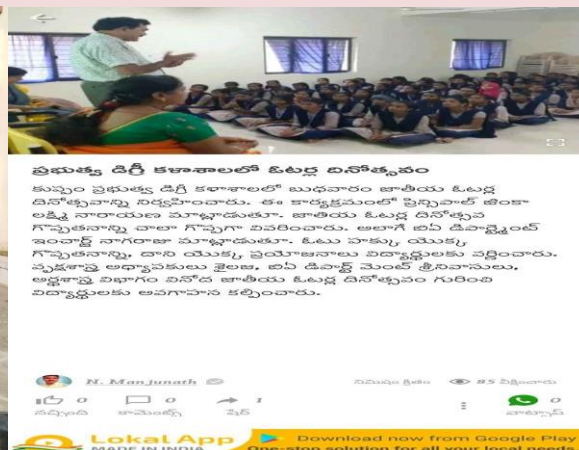 ప్రభుత్వ డిగ్రీ కళాశాలలో ఓటర్ల దినోత్సవం
కుప్పం ప్రభుత్వ డిగ్రీ కళాశాలలో బుధవారం జాతీయ ఓటర్ల
దినోత్సవాన్ని నిర్వహించారు. ఈ కార్యక్రమంలో ప్రిన్సిపాల్ జింకా
లక్ష్మి నారాయణ మాట్లాడుతూ. జాతీయ ఓటర్ల దినోత్సవ
గొప్పతనాన్ని చాలా గొప్పగా వివరించారు. అలాగే బిఏ డిపార్ట్మెంట్
ఇంచార్జ్ నాగరాజు మాట్లాడుతూ. ఓటు హక్కు యొక్క
గొప్పతనాన్ని, దాని యొక్క ప్రయోజనాలు విద్యార్థులకు వర్ణించారు.
వృక్షశాస్త్ర అధ్యాపకులు శైలజ, బిఏ డిపార్ట్ మెంట్ శ్రీనివాసులు,
అర్థశాస్త్ర విభాగం వినోద జాతీయ ఓటర్ల దినోత్సవం గురించి
విద్యార్థులకు అవగాహన కల్పించారు.
N. Manjunath
నిమిషం క్రితం 85 వీక్షించారు
0 0 1 0
నచ్చింది కామెంట్స్ షేర్ వాట్సాప్
Lokal App Download now from Google Play
MADE IN INDIA One-stop solution for all your local needs